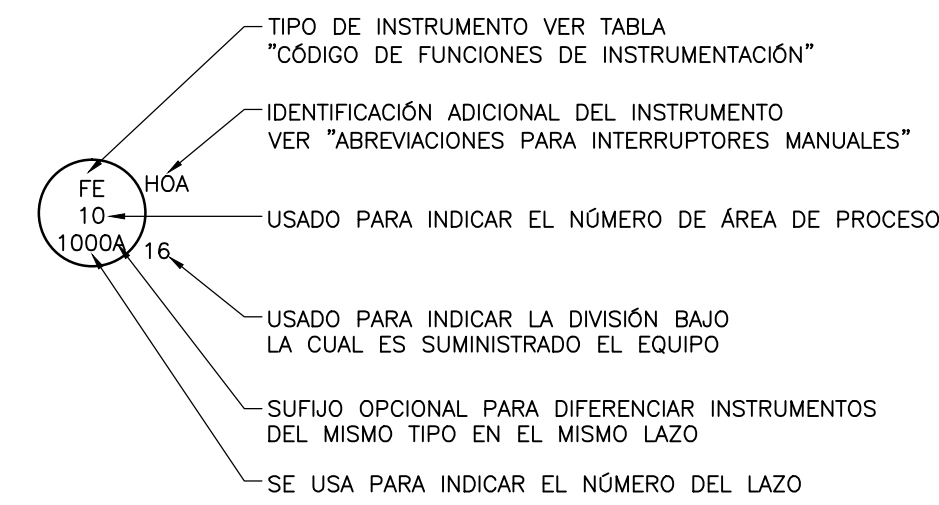 TIPO DE INSTRUMENTO VER TABLA
"CÓDIGO DE FUNCIONES DE INSTRUMENTACIÓN"
IDENTIFICACIÓN ADICIONAL DEL INSTRUMENTO
VER "ABREVIACIONES PARA INTERRUPTORES MANUALES"
FE
HOA
10
USADO PARA INDICAR EL NÚMERO DE ÁREA DE PROCESO
1000A
16
USADO PARA INDICAR LA DIVISIÓN BAJO
LA CUAL ES SUMINISTRADO EL EQUIPO
SUFIJO OPCIONAL PARA DIFERENCIAR INSTRUMENTOS
DEL MISMO TIPO EN EL MISMO LAZO
SE USA PARA INDICAR EL NÚMERO DEL LAZO